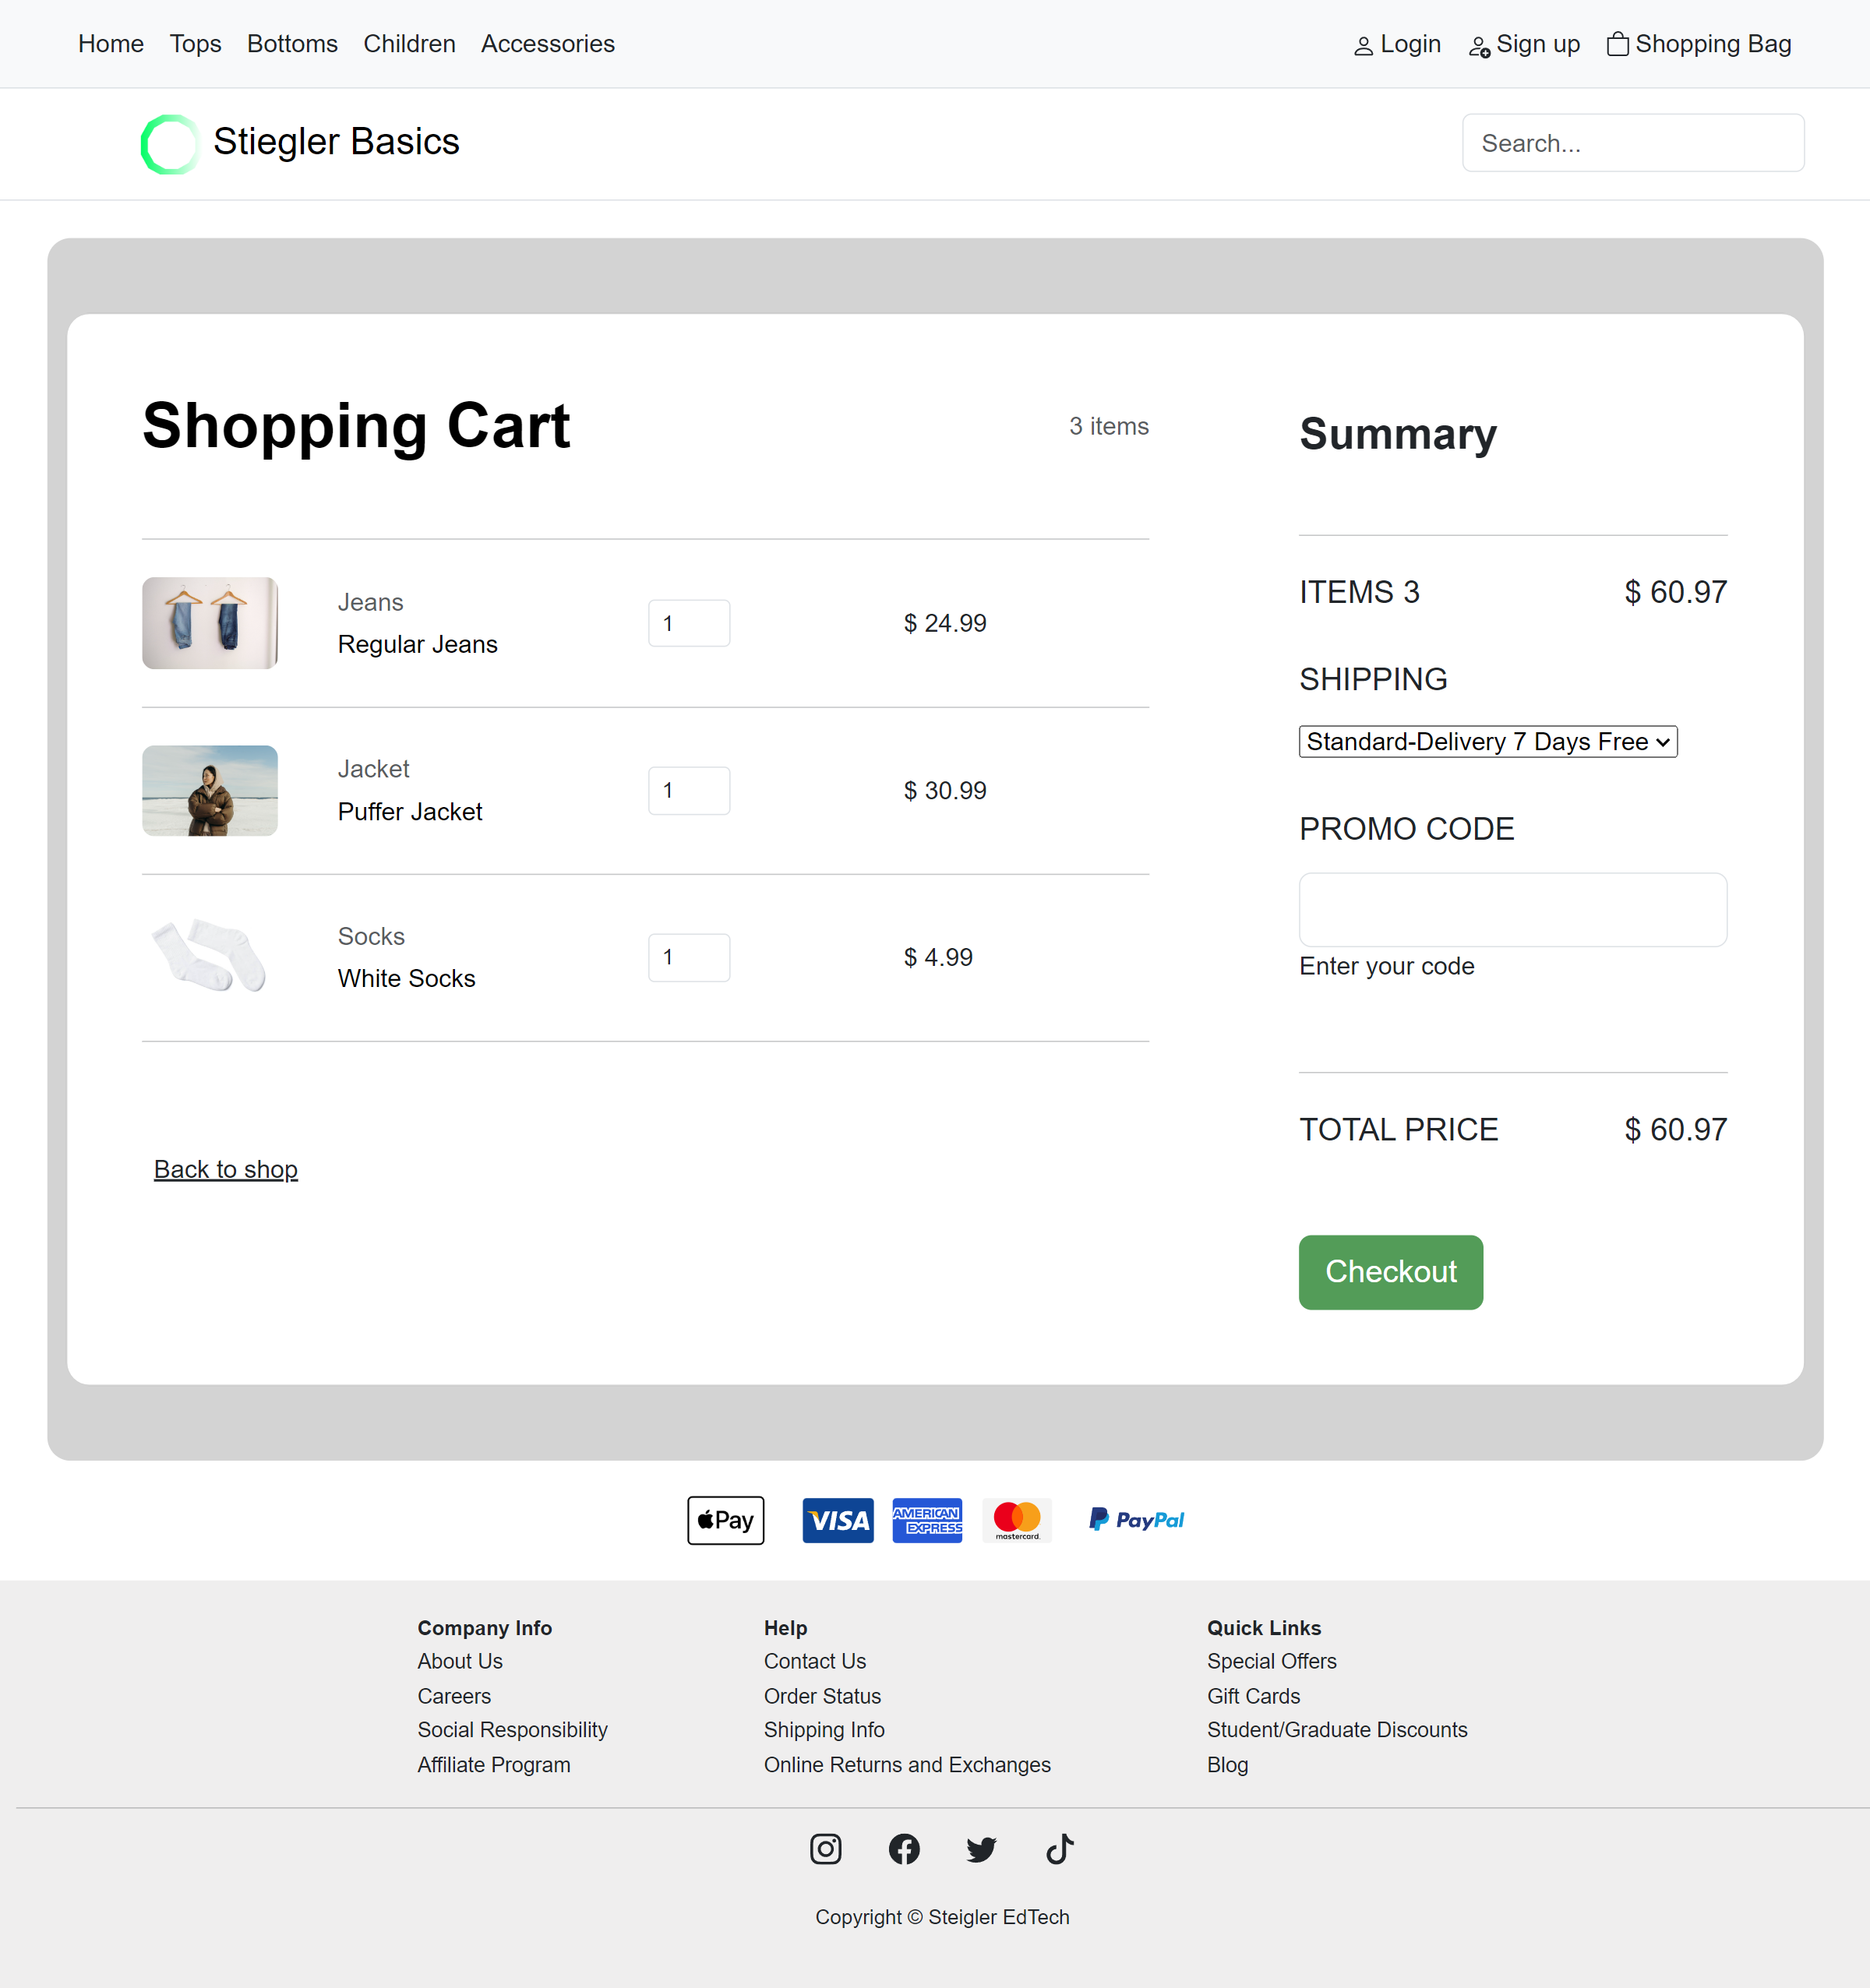 Home Tops Bottoms Children Accessories Login Sign up Shopping Bag
Stiegler Basics
Search...
Shopping Cart
3 items
Jeans
Regular Jeans
1
$ 24.99
Jacket
Puffer Jacket
1
$ 30.99
Socks
White Socks
1
$ 4.99
Back to shop
Summary
ITEMS 3 $ 60.97
SHIPPING
Standard-Delivery 7 Days Free
PROMO CODE
Enter your code
TOTAL PRICE $ 60.97
Checkout
Pay
VISA
AMERICAN
EXPRESS
mastercard.
PayPal
Company Info
About Us
Careers
Social Responsibility
Affiliate Program
Help
Contact Us
Order Status
Shipping Info
Online Returns and Exchanges
Quick Links
Special Offers
Gift Cards
Student/Graduate Discounts
Blog
Copyright © Steigler EdTech